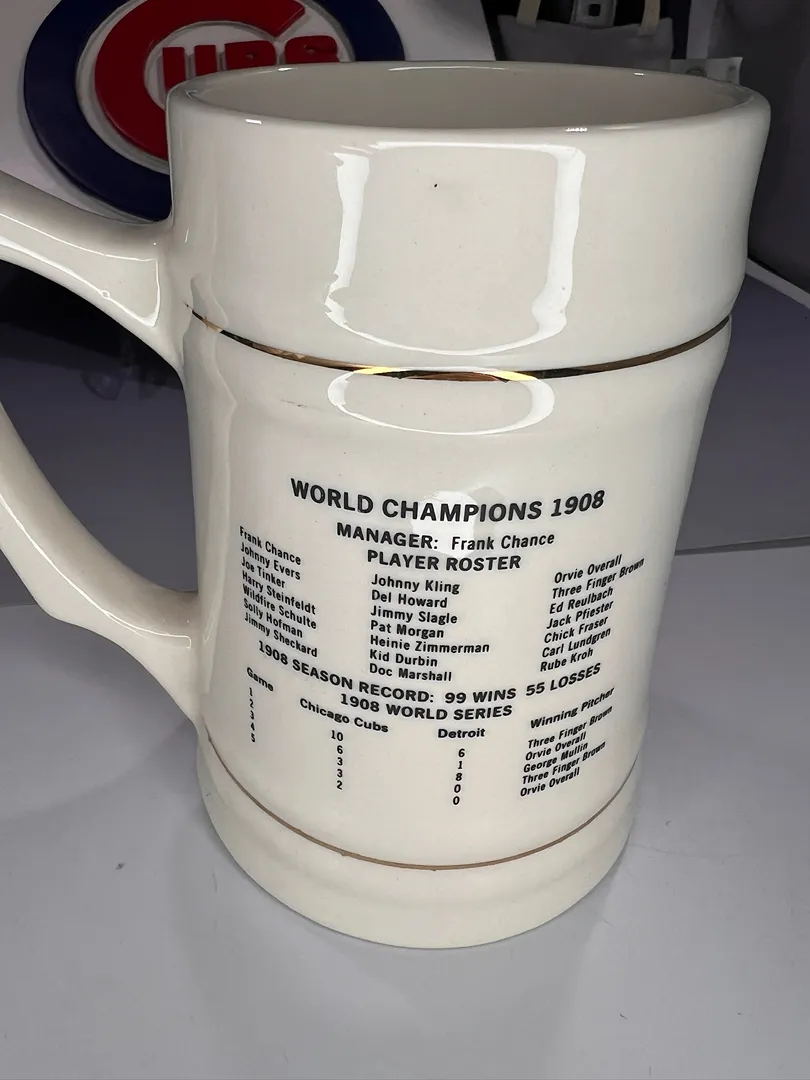 CUBS
WORLD CHAMPIONS 1908
MANAGER: Frank Chance
PLAYER ROSTER
Frank Chance
Johnny Evers
Joe Tinker
Harry Steinfeldt
Wildfire Schulte
Solly Hofman
Jimmy Sheckard
Johnny Kling
Del Howard
Jimmy Slagle
Pat Morgan
Heinie Zimmerman
Kid Durbin
Doc Marshall
Orvie Overall
Three Finger Brown
Ed Reulbach
Jack Pfiester
Chick Fraser
Carl Lundgren
Rube Kroh
1908 SEASON RECORD: 99 WINS 55 LOSSES
1908 WORLD SERIES
Game Chicago Cubs Detroit Winning Pitcher
1 10 6 Three Finger Brown
2 6 1 Orvie Overall
3 3 8 George Mullin
4 3 0 Three Finger Brown
5 2 0 Orvie Overall